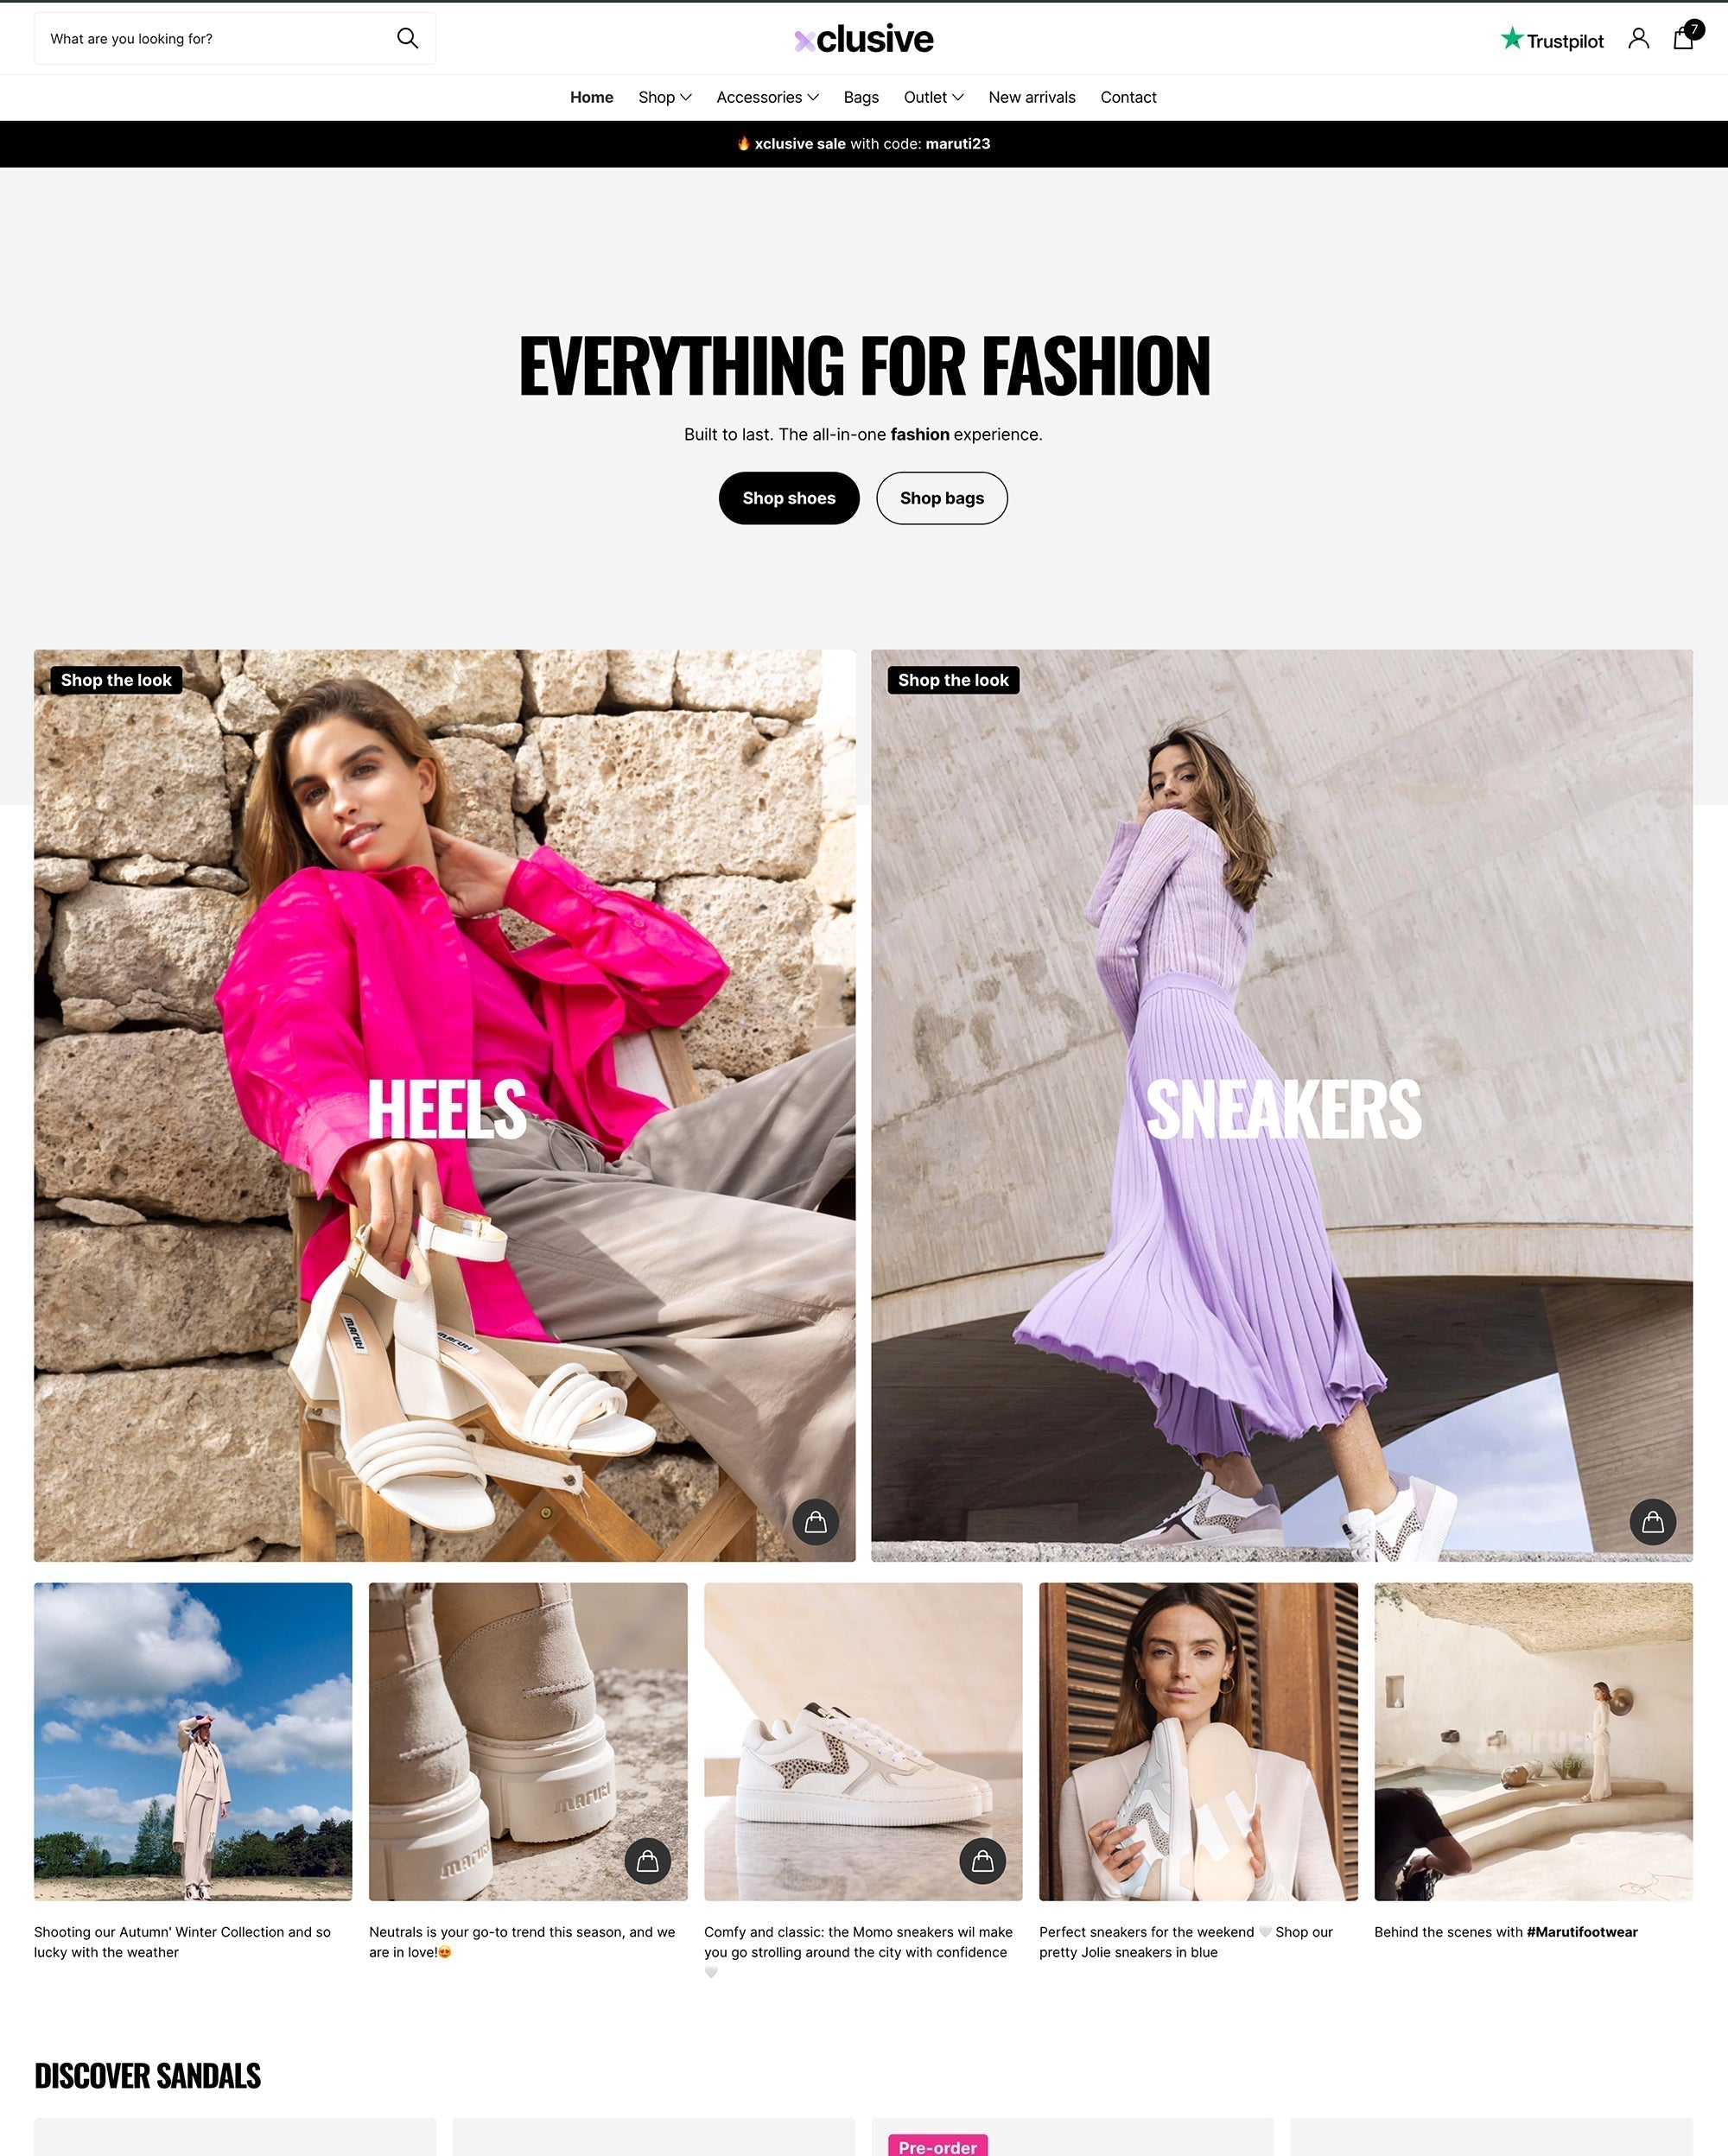 What are you looking for?
xclusive
Trustpilot
7
Home Shop Accessories Bags Outlet New arrivals Contact
🔥 xclusive sale with code: maruti23
EVERYTHING FOR FASHION
Built to last. The all-in-one fashion experience.
Shop shoes
Shop bags
Shop the look
HEELS
maruti
maruti
Shop the look
SNEAKERS
maruti
maruti
Shooting our Autumn' Winter Collection and so
lucky with the weather
Neutrals is your go-to trend this season, and we
are in love!😍
Comfy and classic: the Momo sneakers wil make
you go strolling around the city with confidence
🤍
Perfect sneakers for the weekend 🤍 Shop our
pretty Jolie sneakers in blue
Behind the scenes with #Marutifootwear
DISCOVER SANDALS
Pre-order